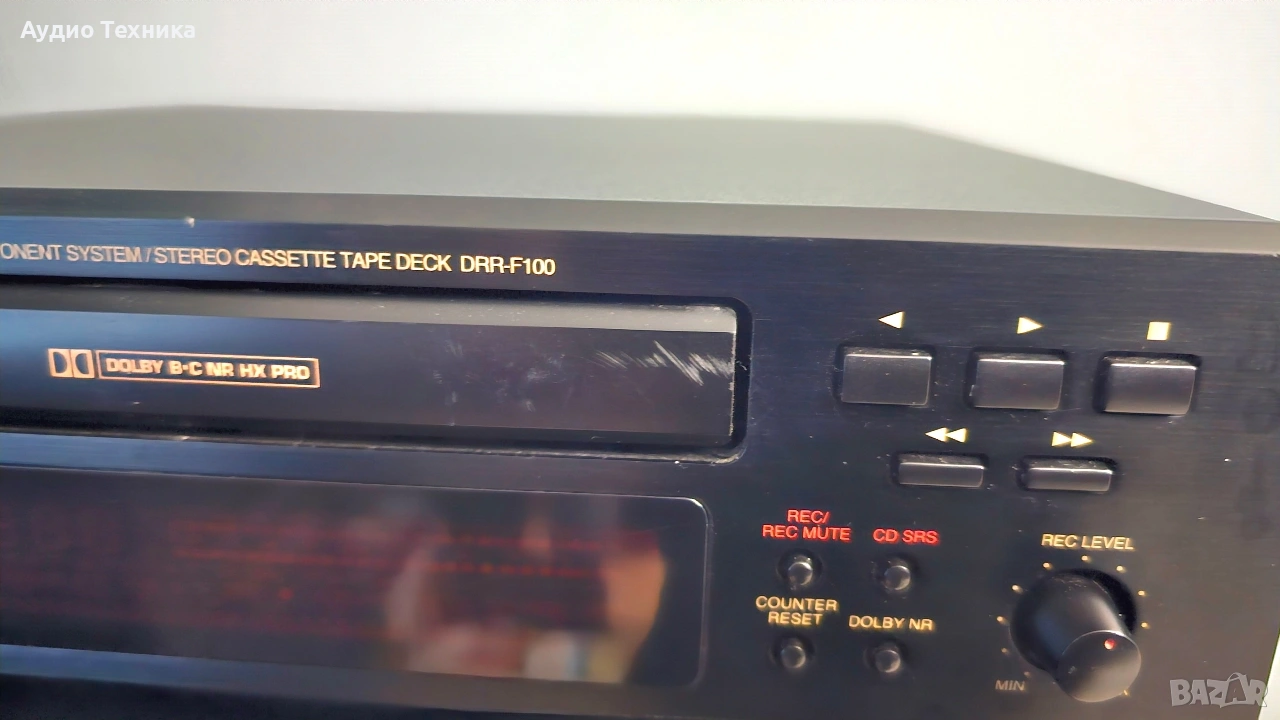 Аудио Техника
ONENT SYSTEM / STEREO CASSETTE TAPE DECK DRR-F100
DOLBY B·C NR HX PRO
REC/
REC MUTE
CD SRS
REC LEVEL
COUNTER
RESET
DOLBY NR
MIN
BAZAR